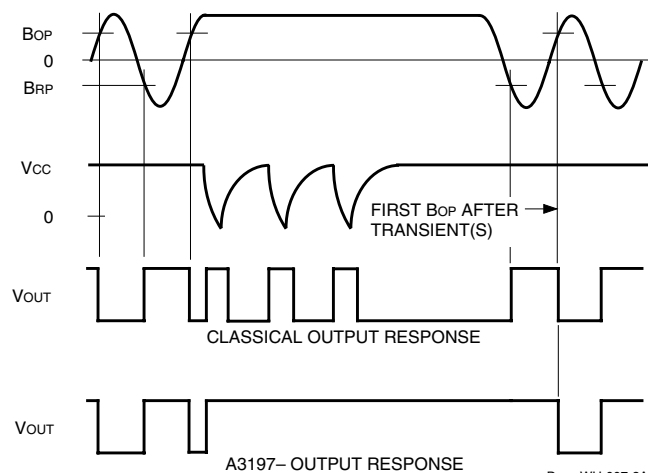 BOP
0
BRP
VCC
0
FIRST BOP AFTER
TRANSIENT(S)
VOUT
CLASSICAL OUTPUT RESPONSE
VOUT
A3197– OUTPUT RESPONSE